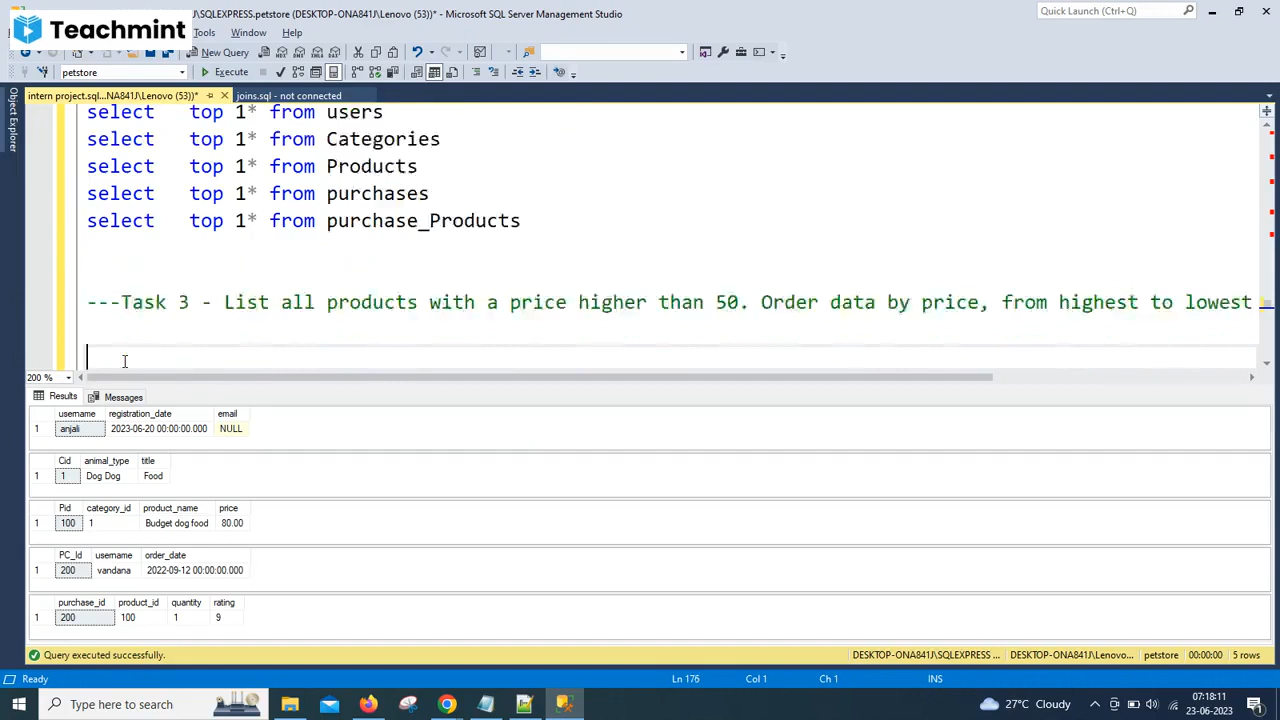 Teachmint
J\SQLEXPRESS.petstore (DESKTOP-ONA841J\Lenovo (53))* - Microsoft SQL Server Management Studio
Quick Launch (Ctrl+Q)
Tools Window Help
New Query
petstore
Execute
intern project.sql...NA841J\Lenovo (53))*
joins.sql - not connected
Object Explorer
select top 1* from users
select top 1* from Categories
select top 1* from Products
select top 1* from purchases
select top 1* from purchase_Products
---Task 3 - List all products with a price higher than 50. Order data by price, from highest to lowest
200 %
Results Messages
username registration_date email
1 anjali 2023-06-20 00:00:00.000 NULL
Cid animal_type title
1 1 Dog Dog Food
Pid category_id product_name price
1 100 1 Budget dog food 80.00
PC_Id username order_date
1 200 vandana 2022-09-12 00:00:00.000
purchase_id product_id quantity rating
1 200 100 1 9
Query executed successfully.
DESKTOP-ONA841J\SQLEXPRESS ... DESKTOP-ONA841J\Lenovo... petstore 00:00:00 5 rows
Ready
Ln 176 Col 1 Ch 1 INS
Type here to search
27°C Cloudy
07:18:11
23-06-2023